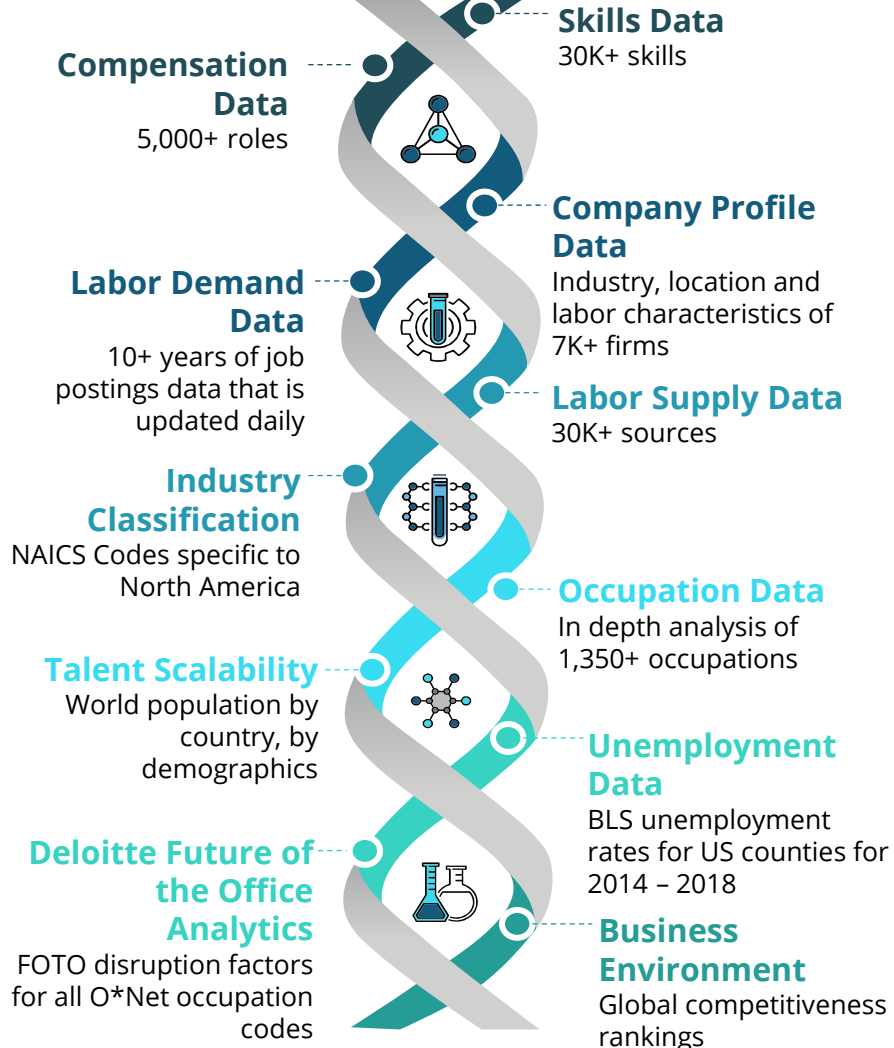 Skills Data
30K+ skills
Compensation
Data
5,000+ roles
Company Profile
Data
Industry, location and
labor characteristics of
7K+ firms
Labor Demand
Data
10+ years of job
postings data that is
updated daily
Labor Supply Data
30K+ sources
Industry
Classification
NAICS Codes specific to
North America
Occupation Data
In depth analysis of
1,350+ occupations
Talent Scalability
World population by
country, by
demographics
Unemployment
Data
BLS unemployment
rates for US counties for
2014 – 2018
Deloitte Future of
the Office
Analytics
FOTO disruption factors
for all O*Net occupation
codes
Business
Environment
Global competitiveness
rankings